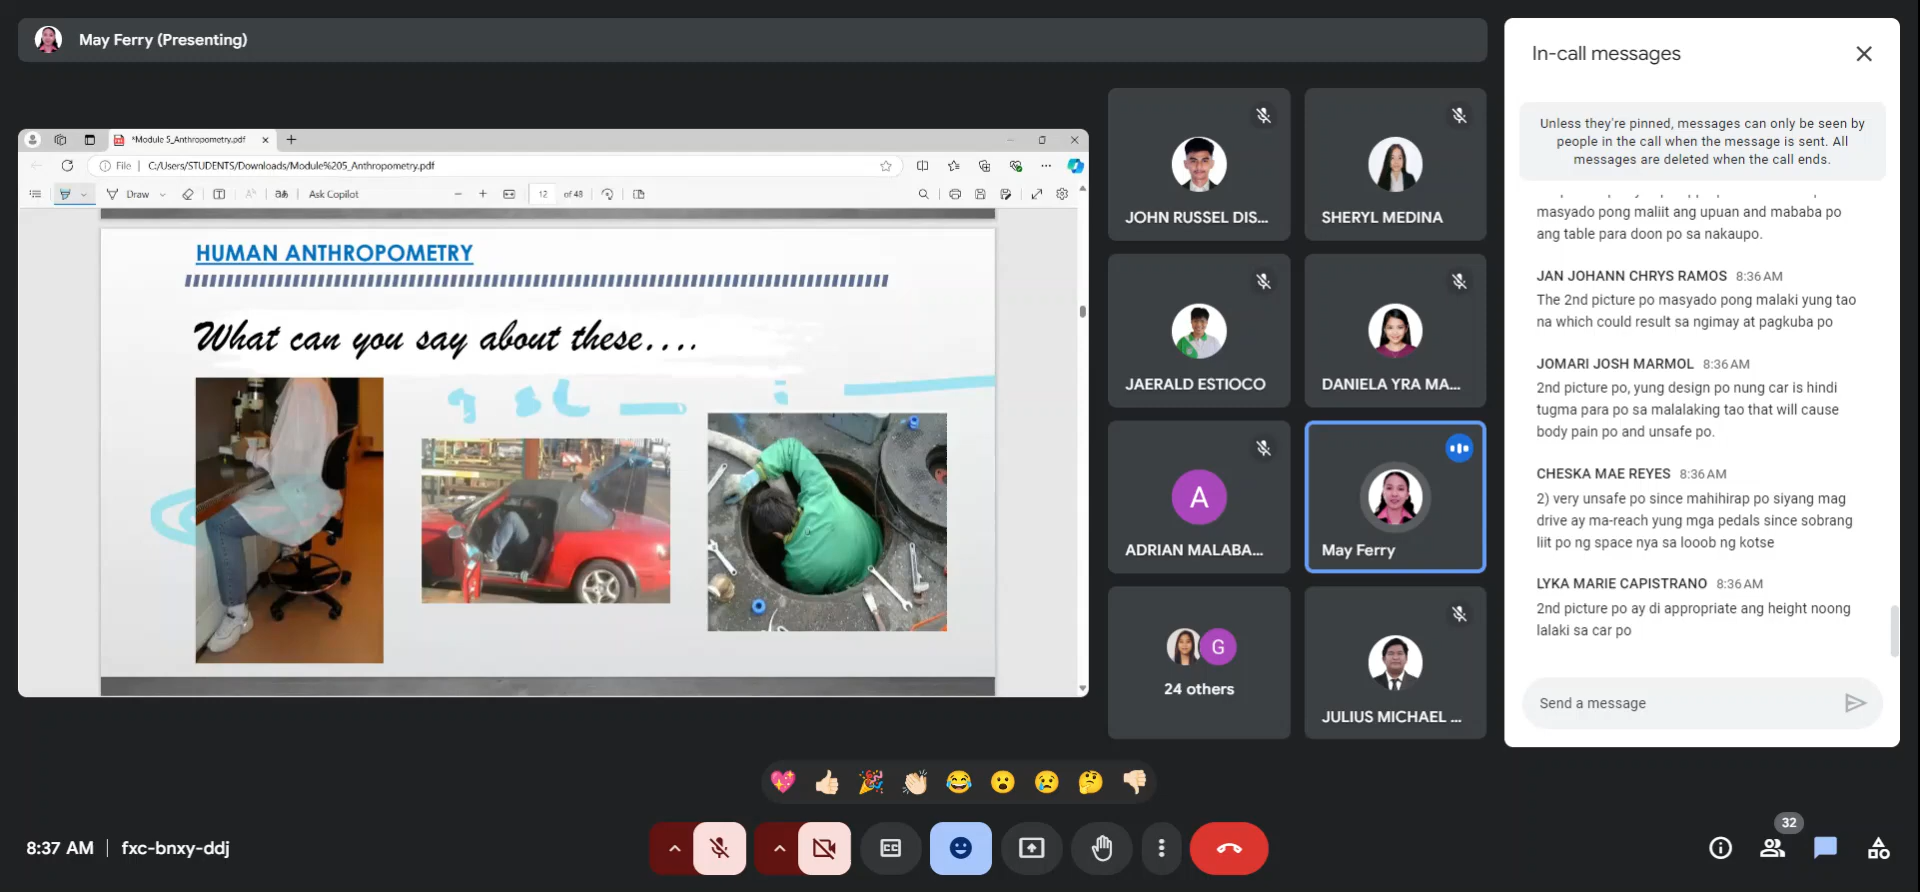 May Ferry (Presenting)
*Module 5_Anthropometry.pdf
File | C:/Users/STUDENTS/Downloads/Module%205_Anthropometry.pdf
Draw
Ask Copilot
12 of 48
HUMAN ANTHROPOMETRY
What can you say about these....
JOHN RUSSEL DIS...
SHERYL MEDINA
JAERALD ESTIOCO
DANIELA YRA MA...
A
ADRIAN MALABA...
May Ferry
G
24 others
JULIUS MICHAEL ...
In-call messages
Unless they're pinned, messages can only be seen by
people in the call when the message is sent. All
messages are deleted when the call ends.
masyado pong maliit ang upuan and mababa po
ang table para doon po sa nakaupo.
JAN JOHANN CHRYS RAMOS 8:36 AM
The 2nd picture po masyado pong malaki yung tao
na which could result sa ngimay at pagkuba po
JOMARI JOSH MARMOL 8:36 AM
2nd picture po, yung design po nung car is hindi
tugma para po sa malalaking tao that will cause
body pain po and unsafe po.
CHESKA MAE REYES 8:36 AM
2) very unsafe po since mahihirap po siyang mag
drive ay ma-reach yung mga pedals since sobrang
liit po ng space nya sa looob ng kotse
LYKA MARIE CAPISTRANO 8:36 AM
2nd picture po ay di appropriate ang height noong
lalaki sa car po
Send a message
8:37 AM | fxc-bnxy-ddj
32